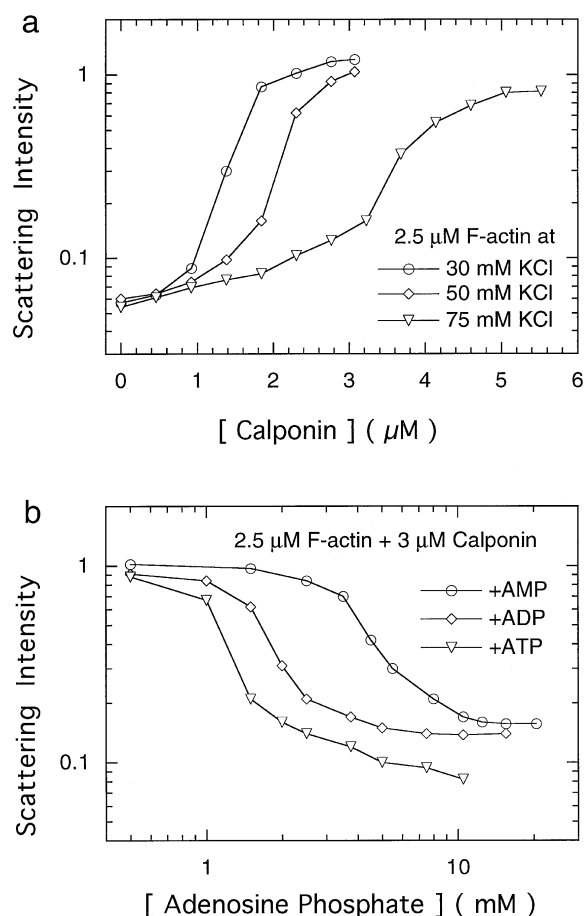 a
1
0.1
Scattering Intensity
2.5 μM F-actin at
30 mM KCl
50 mM KCl
75 mM KCl
0 1 2 3 4 5 6
[ Calponin ] ( μM )
b
2.5 μM F-actin + 3 μM Calponin
1
0.1
Scattering Intensity
+AMP
+ADP
+ATP
1 10
[ Adenosine Phosphate ] ( mM )